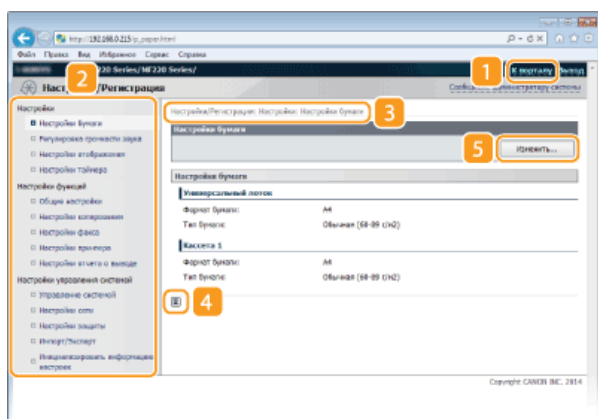 http://192.168.0.215/p_paper.html
Файл Правка Вид Избранное Сервис Справка
220 Series/MF220 Series/
1
К порталу
Выход
2
Наст
/Регистрация
Сообщ
администратору системы
Настройки
Настройки бумаги
Регулировка громкости звука
Настройки отображения
Настройки таймера
Настройки функций
Общие настройки
Настройки копирования
Настройки факса
Настройки принтера
Настройки отчета о выводе
Настройки управления системой
Управление системой
Настройки сети
Настройки защиты
Импорт/Экспорт
Инициализировать информацию
настроек
Настройки/Регистрация: Настройки: Настройки бумаги
3
Настройки бумаги
5
Изменить...
Настройки бумаги
Универсальный лоток
Формат бумаги: A4
Тип бумаги: Обычная (60-89 г/м2)
Кассета 1
Формат бумаги: A4
Тип бумаги: Обычная (60-89 г/м2)
4
Copyright CANON INC. 2014